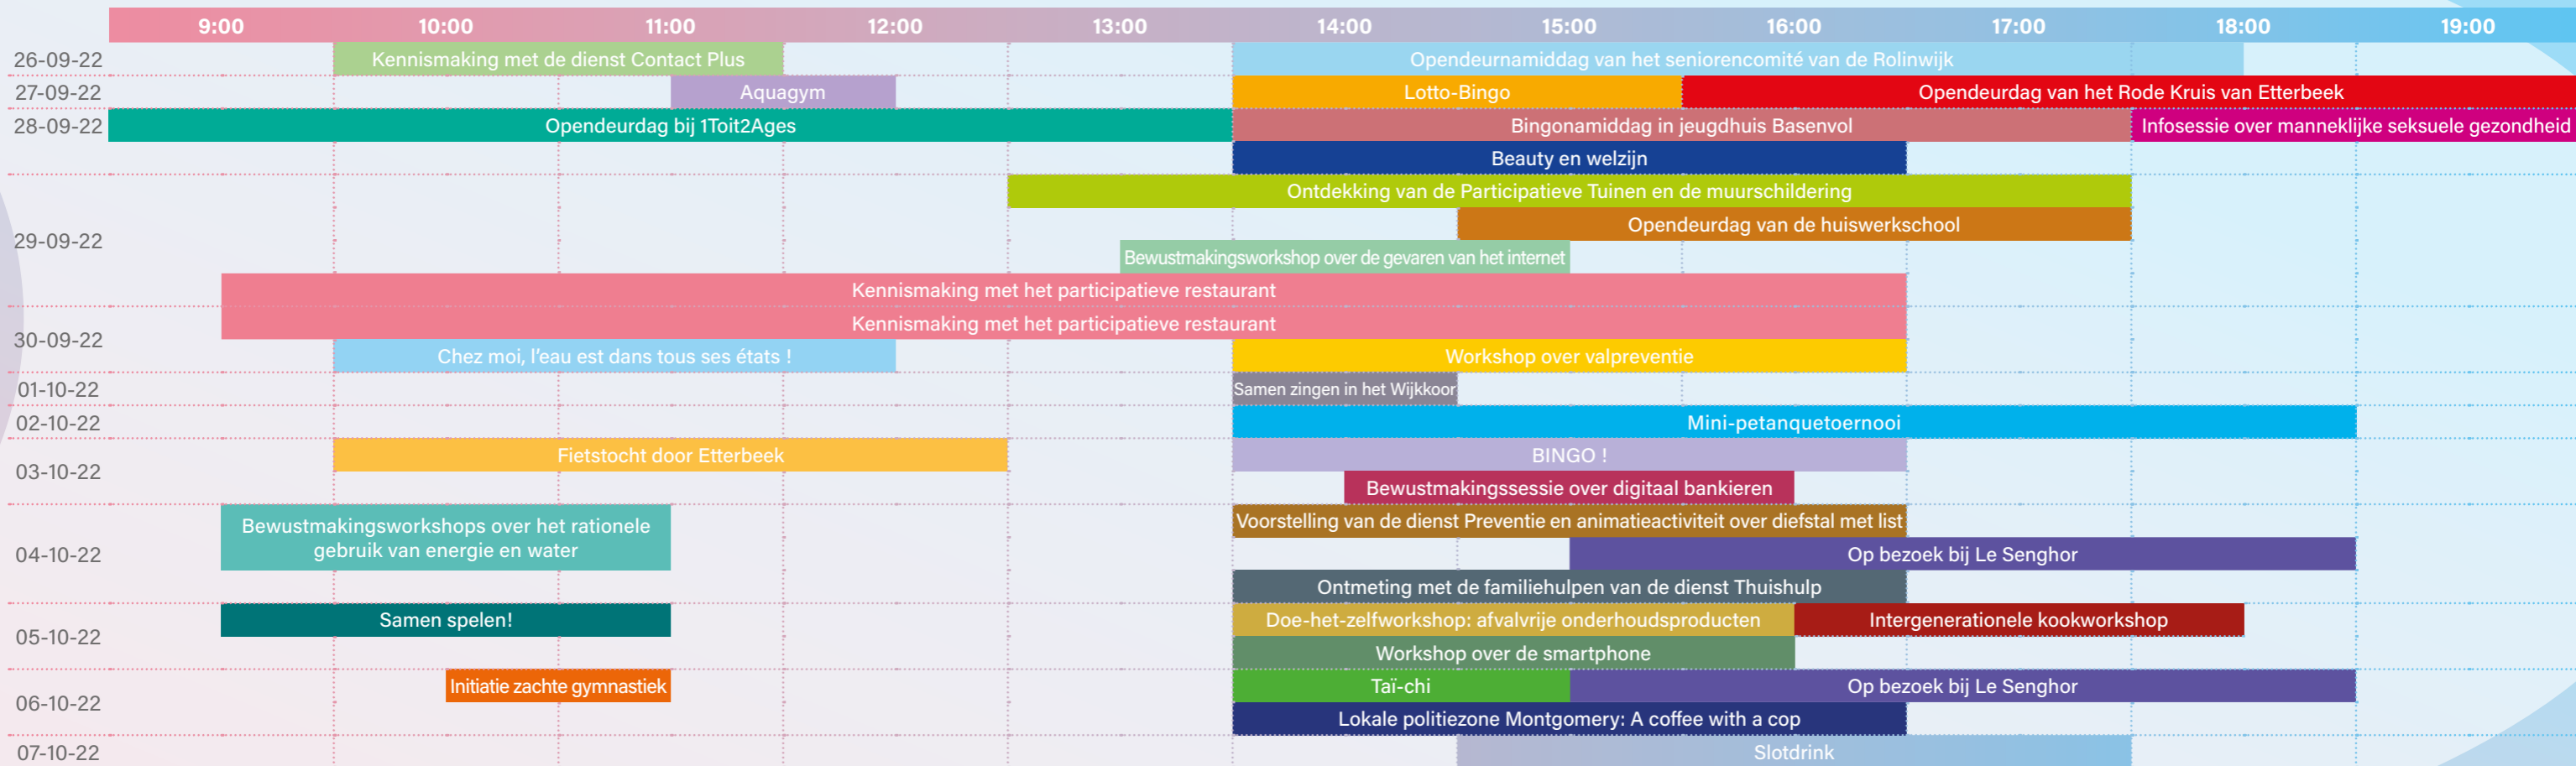 9:00 10:00 11:00 12:00 13:00 14:00 15:00 16:00 17:00 18:00 19:00
26-09-22 Kennismaking met de dienst Contact Plus Opendeurnamiddag van het seniorencomité van de Rolinwijk
27-09-22 Aquagym Lotto-Bingo Opendeurdag van het Rode Kruis van Etterbeek
28-09-22 Opendeurdag bij 1Toit2Ages Bingonamiddag in jeugdhuis Basenvol Infosessie over manneklijke seksuele gezondheid
Beauty en welzijn
Ontdekking van de Participatieve Tuinen en de muurschildering
Opendeurdag van de huiswerkschool
29-09-22
Bewustmakingsworkshop over de gevaren van het internet
Kennismaking met het participatieve restaurant
Kennismaking met het participatieve restaurant
30-09-22
Chez moi, l'eau est dans tous ses états ! Workshop over valpreventie
01-10-22 Samen zingen in het Wijkkoor
02-10-22 Mini-petanquetoernooi
Fietstocht door Etterbeek BINGO !
03-10-22
Bewustmakingssessie over digitaal bankieren
Bewustmakingsworkshops over het rationele
gebruik van energie en water
Voorstelling van de dienst Preventie en animatieactiviteit over diefstal met list
04-10-22 Op bezoek bij Le Senghor
Ontmeting met de familiehulpen van de dienst Thuishulp
Samen spelen! Doe-het-zelfworkshop: afvalvrije onderhoudsproducten Intergenerationele kookworkshop
05-10-22
Workshop over de smartphone
Initiatie zachte gymnastiek Taï-chi Op bezoek bij Le Senghor
06-10-22
Lokale politiezone Montgomery: A coffee with a cop
07-10-22 Slotdrink